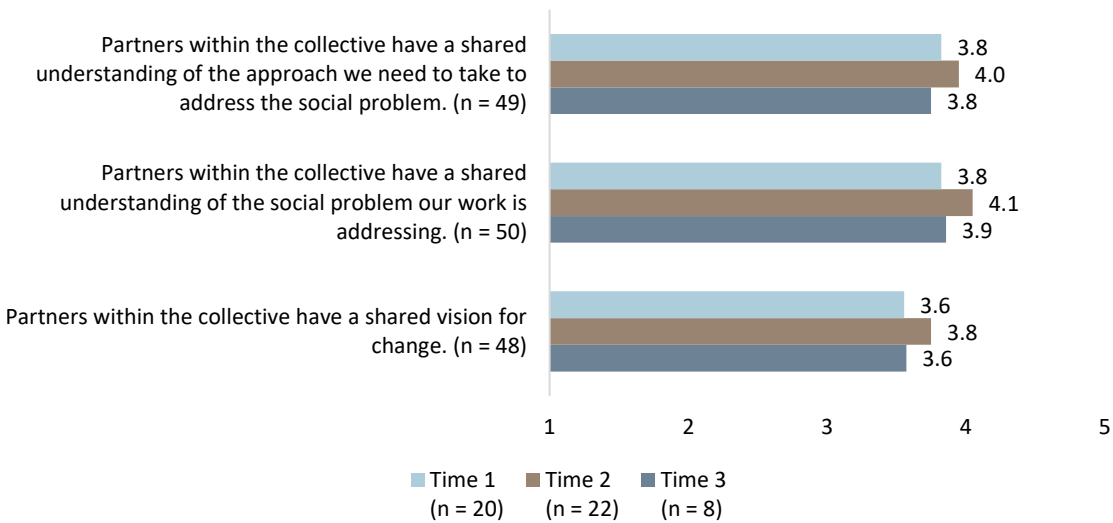 Partners within the collective have a shared
understanding of the approach we need to take to
address the social problem. (n = 49)
3.8
4.0
3.8
Partners within the collective have a shared
understanding of the social problem our work is
addressing. (n = 50)
3.8
4.1
3.9
Partners within the collective have a shared vision for
change. (n = 48)
3.6
3.8
3.6
1 2 3 4 5
Time 1 Time 2 Time 3
(n = 20) (n = 22) (n = 8)